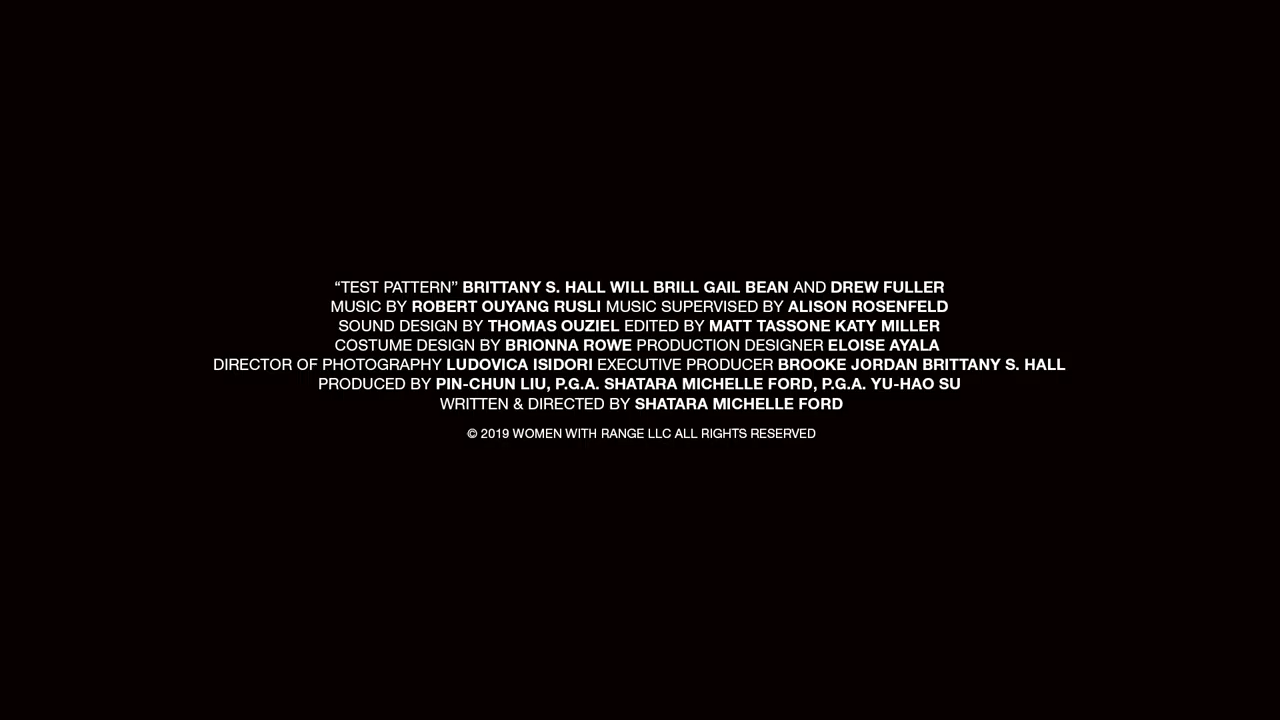 “TEST PATTERN” BRITTANY S. HALL WILL BRILL GAIL BEAN AND DREW FULLER
MUSIC BY ROBERT OUYANG RUSLI MUSIC SUPERVISED BY ALISON ROSENFELD
SOUND DESIGN BY THOMAS OUZIEL EDITED BY MATT TASSONE KATY MILLER
COSTUME DESIGN BY BRIONNA ROWE PRODUCTION DESIGNER ELOISE AYALA
DIRECTOR OF PHOTOGRAPHY LUDOVICA ISIDORI EXECUTIVE PRODUCER BROOKE JORDAN BRITTANY S. HALL
PRODUCED BY PIN-CHUN LIU, P.G.A. SHATARA MICHELLE FORD, P.G.A. YU-HAO SU
WRITTEN & DIRECTED BY SHATARA MICHELLE FORD
© 2019 WOMEN WITH RANGE LLC ALL RIGHTS RESERVED